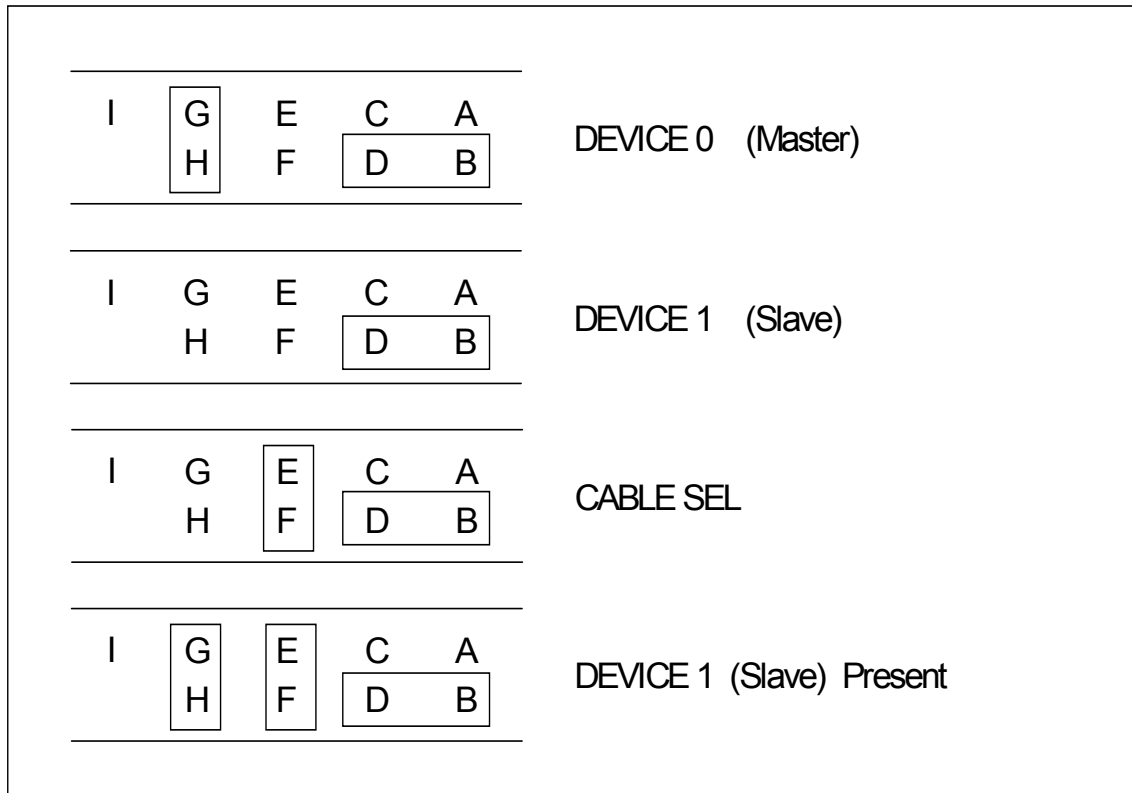 I G E C A
H F D B
DEVICE 0 (Master)
I G E C A
H F D B
DEVICE 1 (Slave)
I G E C A
H F D B
CABLE SEL
I G E C A
H F D B
DEVICE 1 (Slave) Present